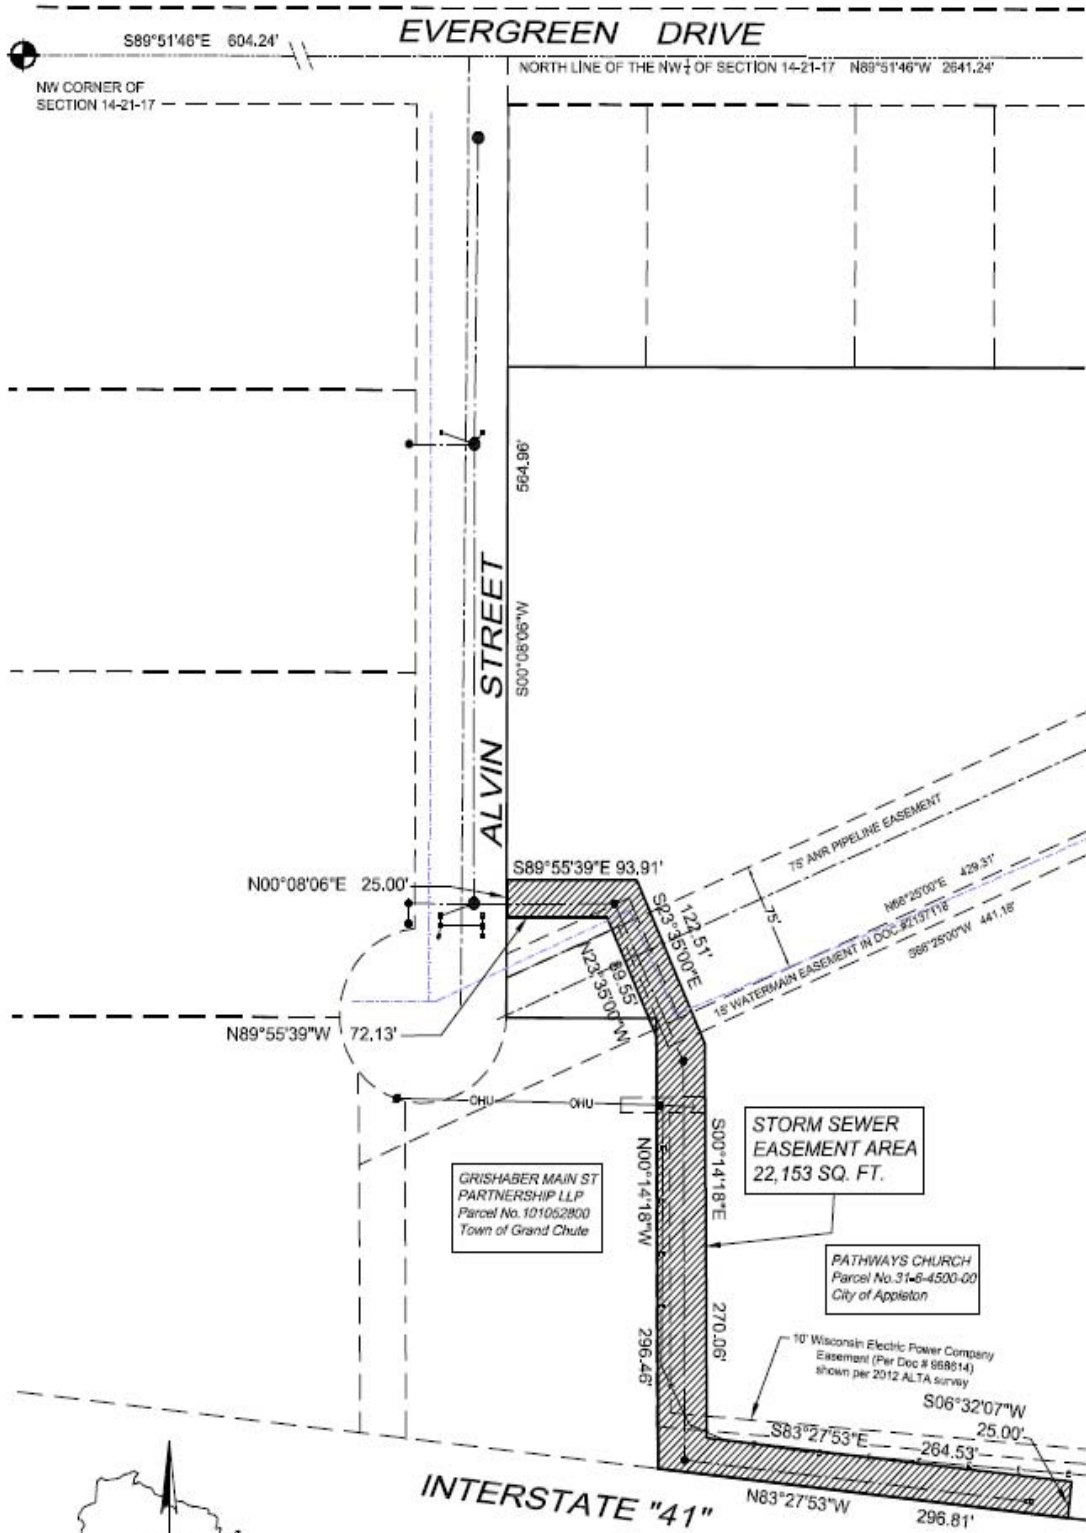 EVERGREEN DRIVE
S89°51'46"E 604.24'
NORTH LINE OF THE NW¼ OF SECTION 14-21-17 N89°51'46"W 2641.24'
NW CORNER OF
SECTION 14-21-17
564.96'
S00°08'06"W
ALVIN STREET
75' ANR PIPELINE EASEMENT
S89°55'39"E 93.91'
N00°08'06"E 25.00'
N66°25'00"E 429.31'
75'
122.51'
S23°35'00"E
15' WATERMAIN EASEMENT IN DOC.#2137118
S66°25'00"W 441.18'
89.55'
N23°35'00"W
N89°55'39"W 72.13'
OHU
OHU
STORM SEWER
EASEMENT AREA
22,153 SQ. FT.
S00°14'18"E
270.06'
N00°14'18"W
296.46'
GRISHABER MAIN ST
PARTNERSHIP LLP
Parcel No.101052800
Town of Grand Chute
PATHWAYS CHURCH
Parcel No.31-6-4500-00
City of Appleton
10' Wisconsin Electric Power Company
Easement (Per Doc # 968614)
shown per 2012 ALTA survey
S06°32'07"W
25.00'
S83°27'53"E 264.53'
INTERSTATE "41"
N83°27'53"W 296.81'